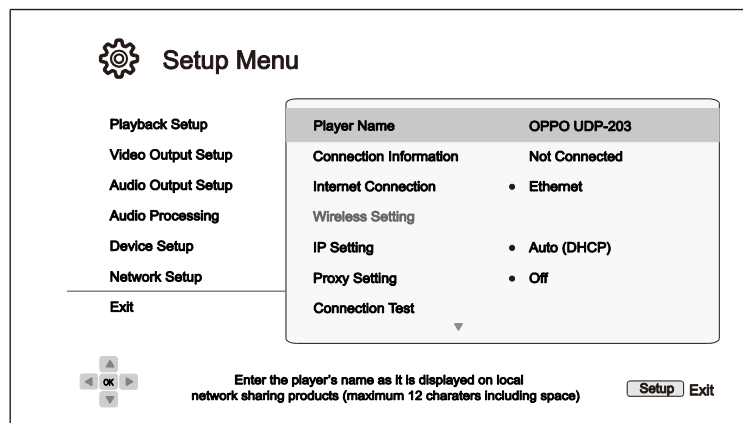 Setup Menu
Playback Setup
Video Output Setup
Audio Output Setup
Audio Processing
Device Setup
Network Setup
Exit
Player Name OPPO UDP-203
Connection Information Not Connected
Internet Connection • Ethernet
Wireless Setting
IP Setting • Auto (DHCP)
Proxy Setting • Off
Connection Test
OK
Enter the player's name as it is displayed on local
network sharing products (maximum 12 charaters including space)
Setup Exit